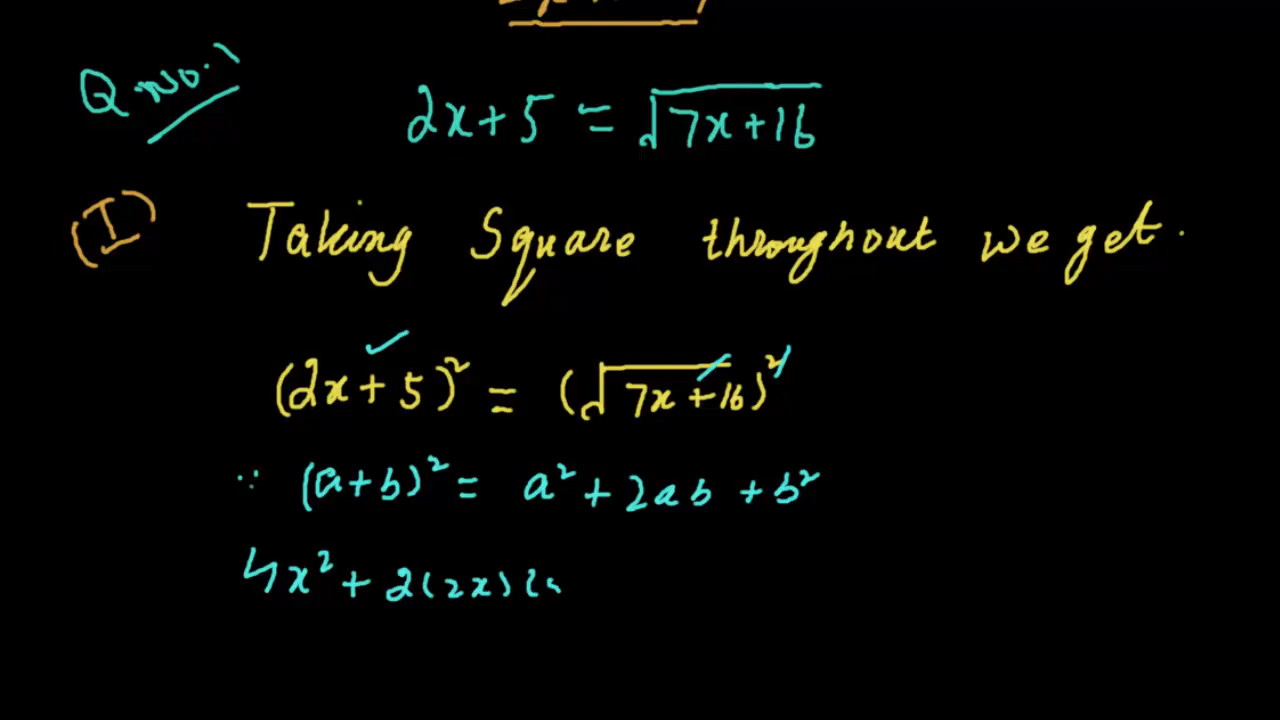 Q.No.1
2x+5 = √7x+16
(I) Taking Square throughout we get.
(2x+5)² = (√7x+16)²
∵ (a+b)² = a²+2ab+b²
4x²+2(2x)(